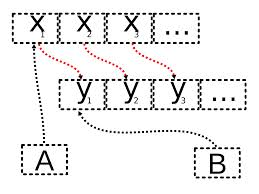 x₁ x₂ x₃ ...
y₁ y₂ y₃ ...
A B